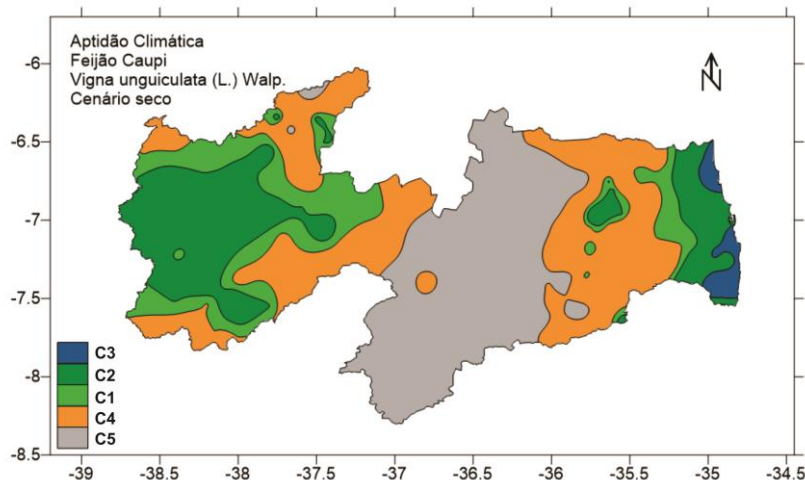 Aptidão Climática
Feijão Caupi
Vigna unguiculata (L.) Walp.
Cenário seco
N
-6
-6.5
-7
-7.5
-8
-8.5
C3
C2
C1
C4
C5
-39 -38.5 -38 -37.5 -37 -36.5 -36 -35.5 -35 -34.5